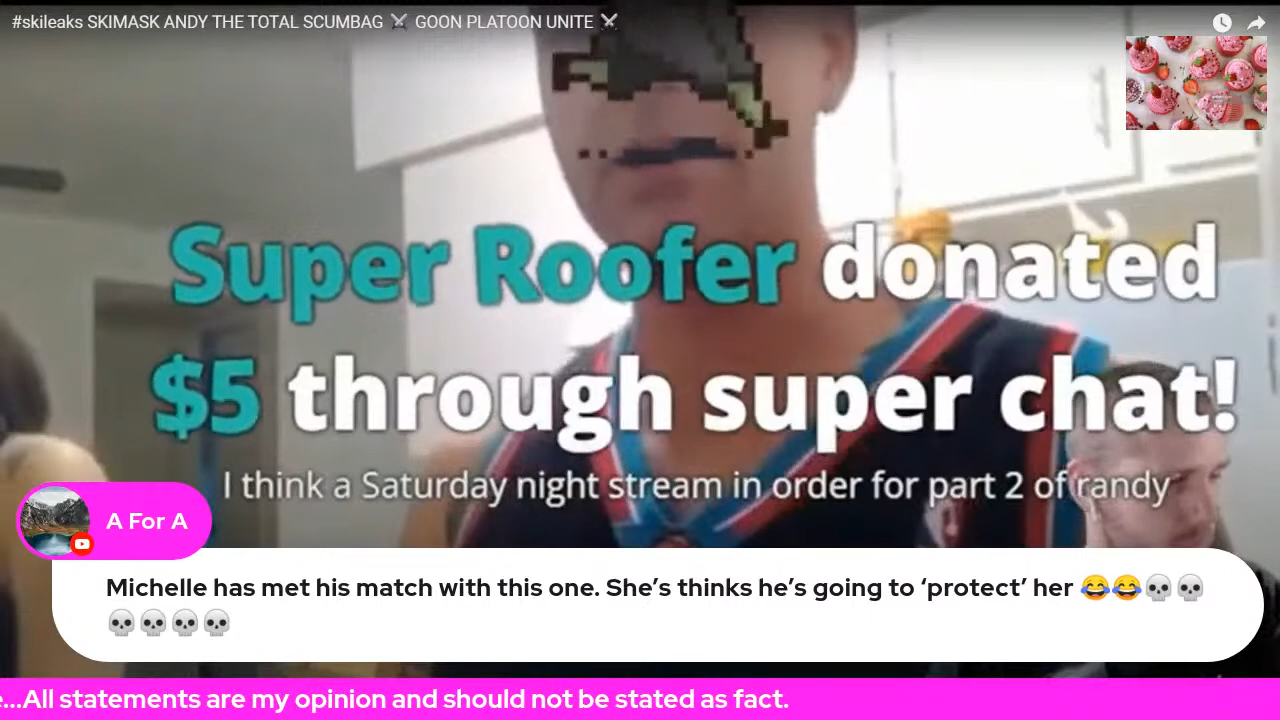 #skileaks SKIMASK ANDY THE TOTAL SCUMBAG ⚔ GOON PLATOON UNITE ⚔
Super Roofer donated
$5 through super chat!
I think a Saturday night stream in order for part 2 of randy
A For A
Michelle has met his match with this one. She’s thinks he’s going to ‘protect’ her 😂😂💀💀
💀💀💀💀
...All statements are my opinion and should not be stated as fact.